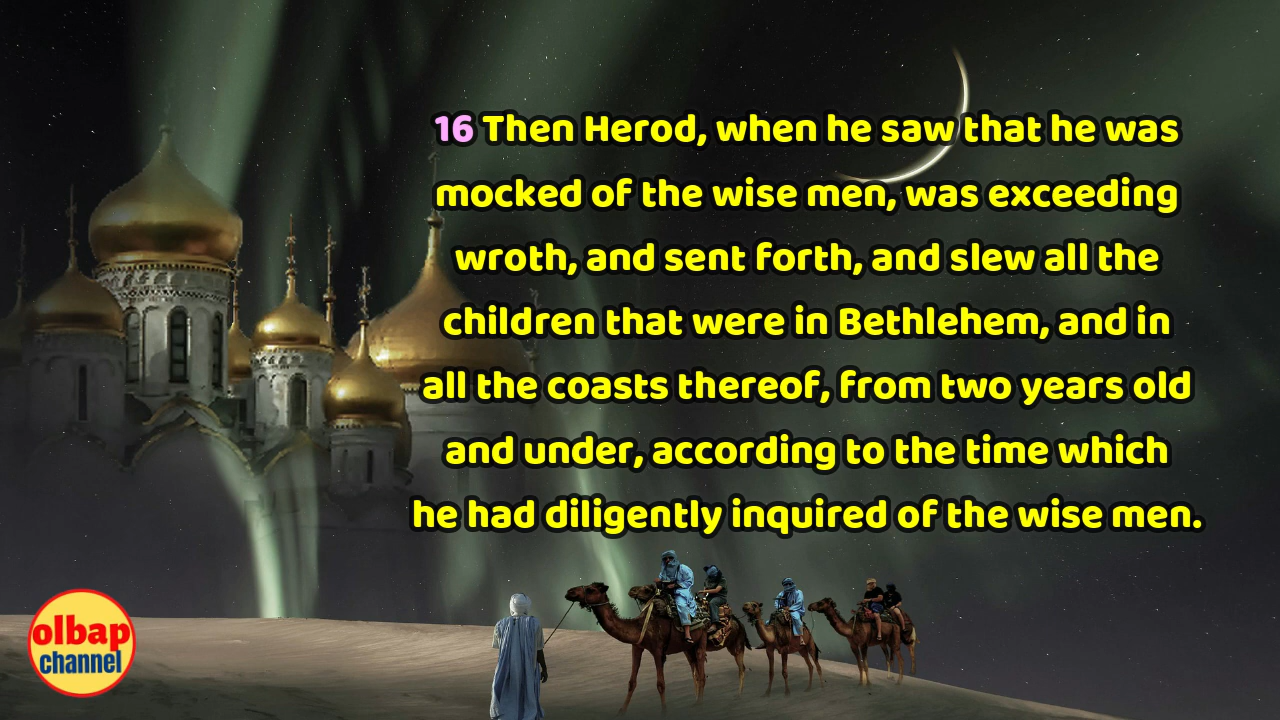 16 Then Herod, when he saw that he was
mocked of the wise men, was exceeding
wroth, and sent forth, and slew all the
children that were in Bethlehem, and in
all the coasts thereof, from two years old
and under, according to the time which
he had diligently inquired of the wise men.
olbap
channel